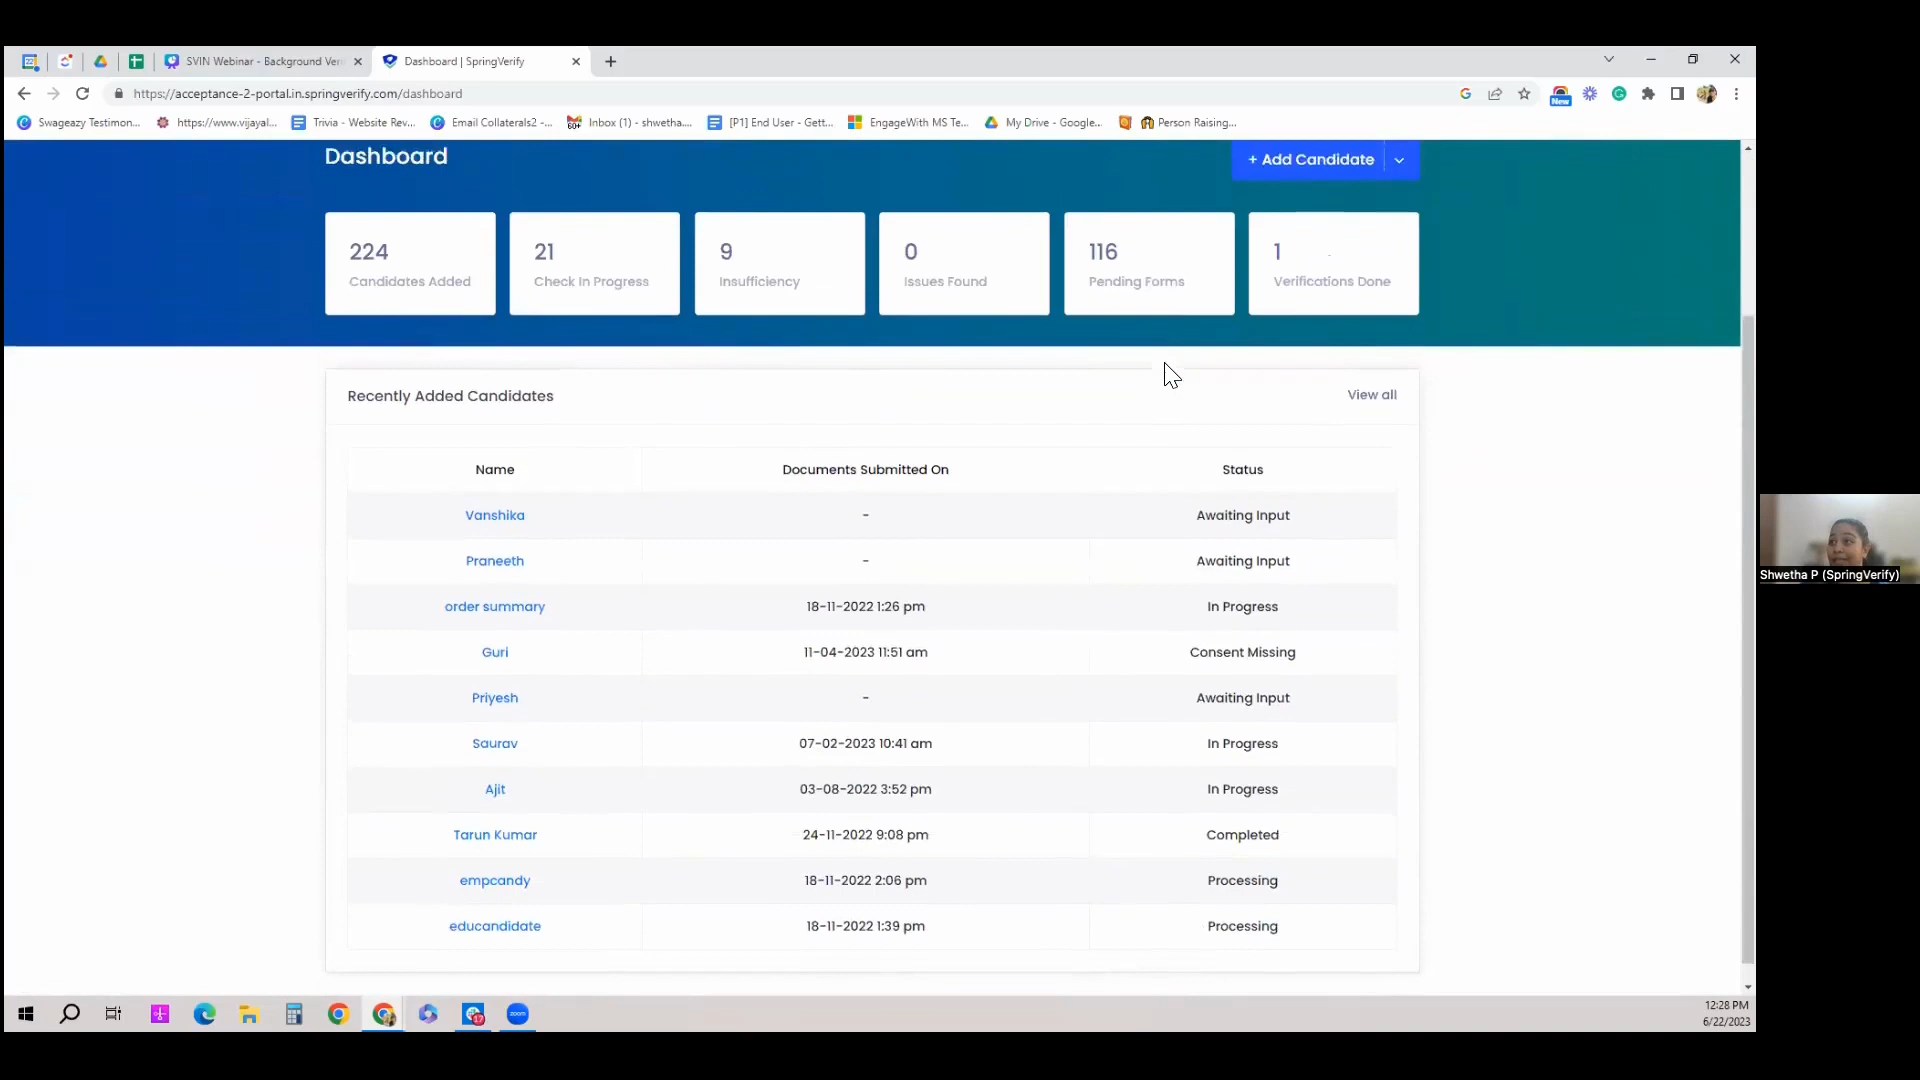 SVIN Webinar - Background Ver
Dashboard | SpringVerify
https://acceptance-2-portal.in.springverify.com/dashboard
New
Swageazy Testimon...
https://www.vijayal...
Trivia - Website Rev...
Email Collaterals2 -...
Inbox (1) - shwetha....
[P1] End User - Gett...
EngageWith MS Te...
My Drive - Google...
Person Raising...
Dashboard
+ Add Candidate
224
Candidates Added
21
Check In Progress
9
Insufficiency
0
Issues Found
116
Pending Forms
1
Verifications Done
Recently Added Candidates
View all
Name Documents Submitted On Status
Vanshika - Awaiting Input
Praneeth - Awaiting Input
order summary 18-11-2022 1:26 pm In Progress
Guri 11-04-2023 11:51 am Consent Missing
Priyesh - Awaiting Input
Saurav 07-02-2023 10:41 am In Progress
Ajit 03-08-2022 3:52 pm In Progress
Tarun Kumar 24-11-2022 9:08 pm Completed
empcandy 18-11-2022 2:06 pm Processing
educandidate 18-11-2022 1:39 pm Processing
Shwetha P (SpringVerify)
17
zoom
12:28 PM
6/22/2023